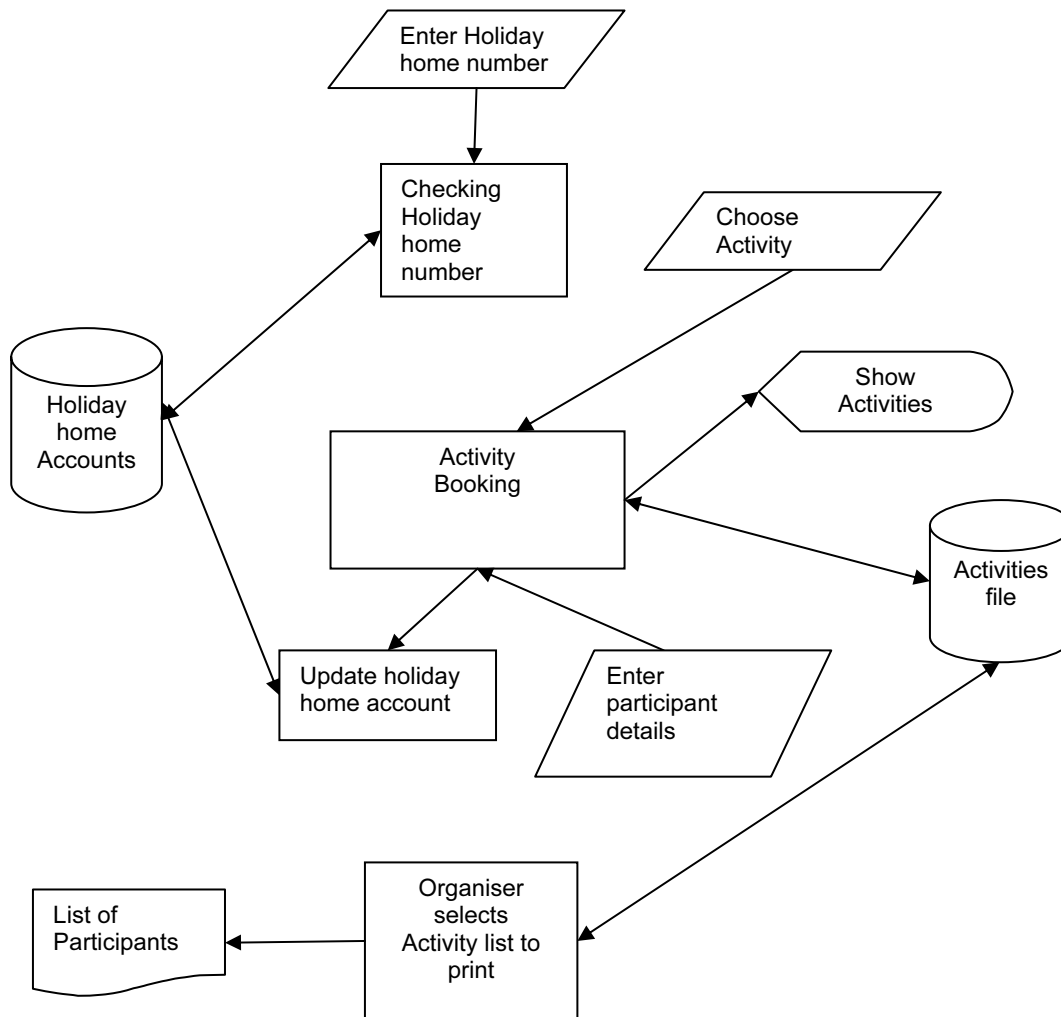 Enter Holiday
home number
Checking
Holiday
home
number
Choose
Activity
Show
Activities
Holiday
home
Accounts
Activity
Booking
Activities
file
Update holiday
home account
Enter
participant
details
Organiser
selects
Activity list to
print
List of
Participants